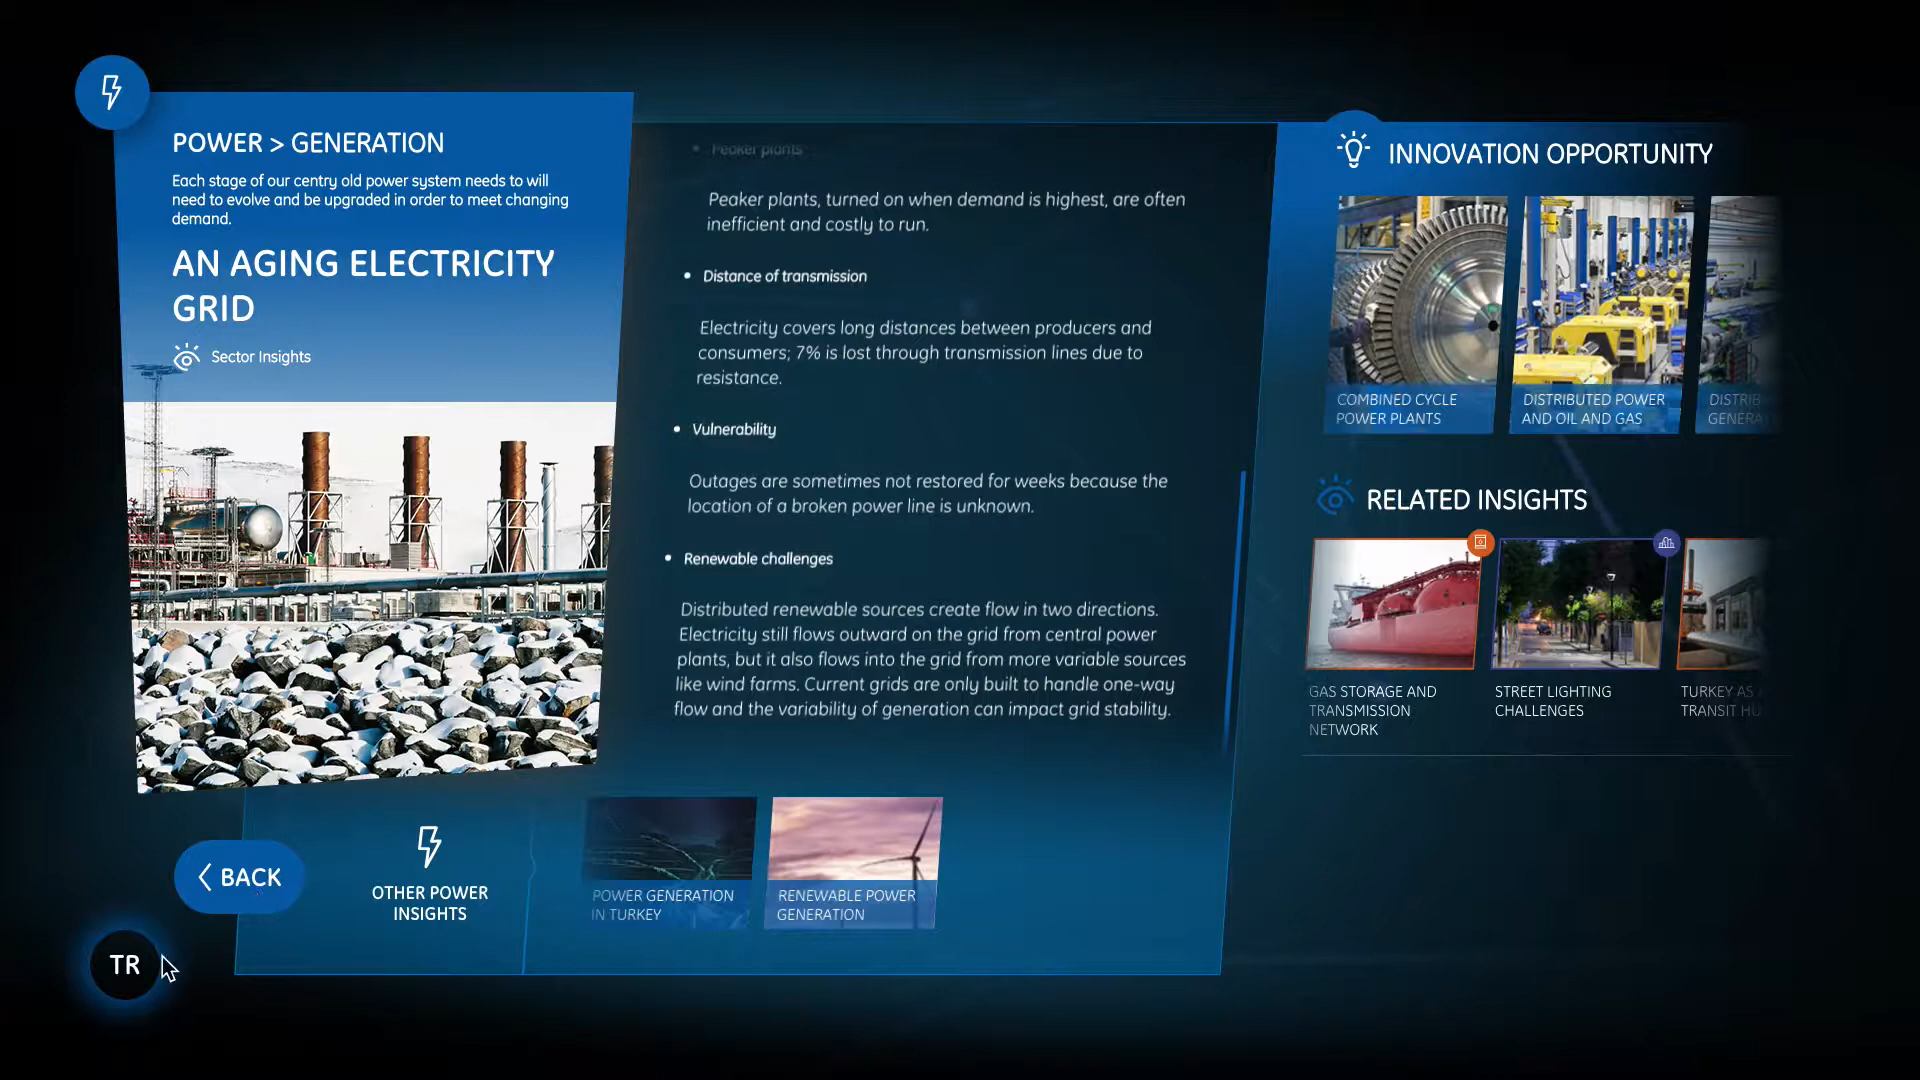 POWER > GENERATION
Each stage of our centry old power system needs to will
need to evolve and be upgraded in order to meet changing
demand.
AN AGING ELECTRICITY
GRID
Sector Insights
• Peaker plants
Peaker plants, turned on when demand is highest, are often
inefficient and costly to run.
• Distance of transmission
Electricity covers long distances between producers and
consumers; 7% is lost through transmission lines due to
resistance.
• Vulnerability
Outages are sometimes not restored for weeks because the
location of a broken power line is unknown.
• Renewable challenges
Distributed renewable sources create flow in two directions.
Electricity still flows outward on the grid from central power
plants, but it also flows into the grid from more variable sources
like wind farms. Current grids are only built to handle one-way
flow and the variability of generation can impact grid stability.
INNOVATION OPPORTUNITY
COMBINED CYCLE
POWER PLANTS
DISTRIBUTED POWER
AND OIL AND GAS
DISTRIB
GENERA
RELATED INSIGHTS
GAS STORAGE AND
TRANSMISSION
NETWORK
STREET LIGHTING
CHALLENGES
TURKEY AS
TRANSIT HU
BACK
OTHER POWER
INSIGHTS
POWER GENERATION
IN TURKEY
RENEWABLE POWER
GENERATION
TR